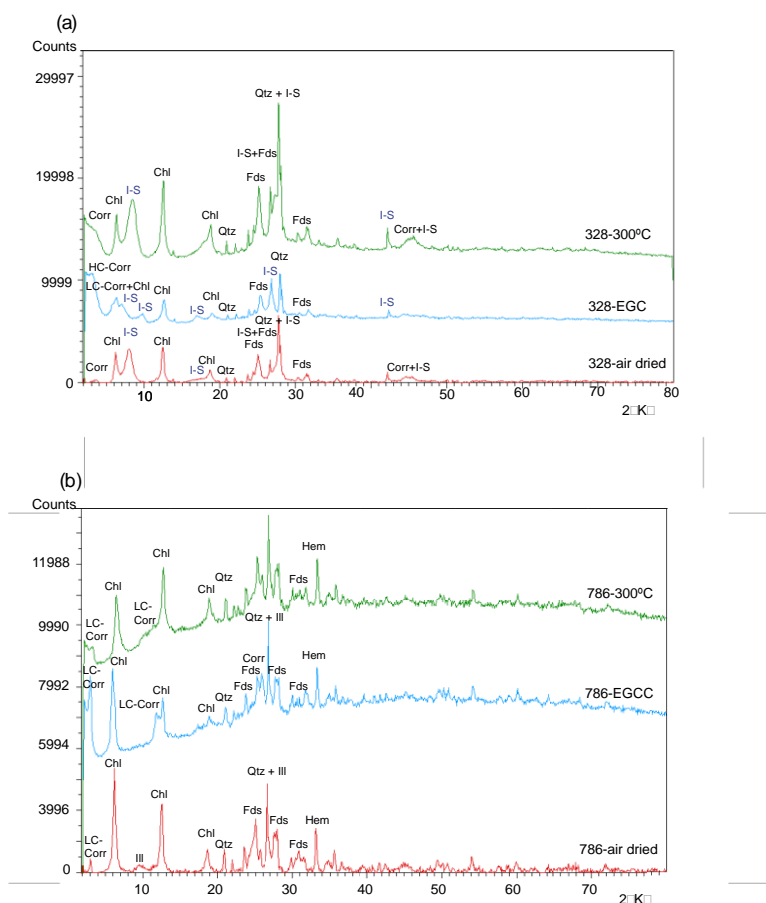 (a)
Counts
29997
Qtz + I-S
19998
I-S+Fds
Fds
Chl
I-S
Chl
Corr
Chl
Qtz
Fds
I-S
Corr+I-S
328-300ºC
HC-Corr
9999
LC-Corr+Chl
I-S
I-S
Chl
I-S
Chl
Qtz
Fds
I-S
Qtz
Fds
I-S
328-EGC
Qtz + I-S
I-S+Fds
Fds
Chl
I-S
Chl
Corr
I-S
Chl
Qtz
Fds
Corr+I-S
328-air dried
0
10 20 30 40 50 60 70 80
2□K□
(b)
Counts
11988
Chl
Chl
Hem
Chl
Qtz
Fds
786-300ºC
LC-
Corr
LC-
Corr
9990
Qtz + Ill
LC-
Corr
Chl
LC-Corr
Chl
Chl
Qtz
Fds
Corr
Fds
Fds
Fds
Hem
786-EGCC
7992
5994
Chl
Qtz + Ill
3996
Fds
Fds
Hem
LC-
Corr
Ill
Chl
Chl
Qtz
Fds
786-air dried
0
10 20 30 40 50 60 70
2□K□